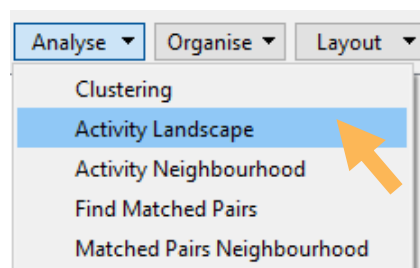 Analyse Organise Layout
Clustering
Activity Landscape
Activity Neighbourhood
Find Matched Pairs
Matched Pairs Neighbourhood